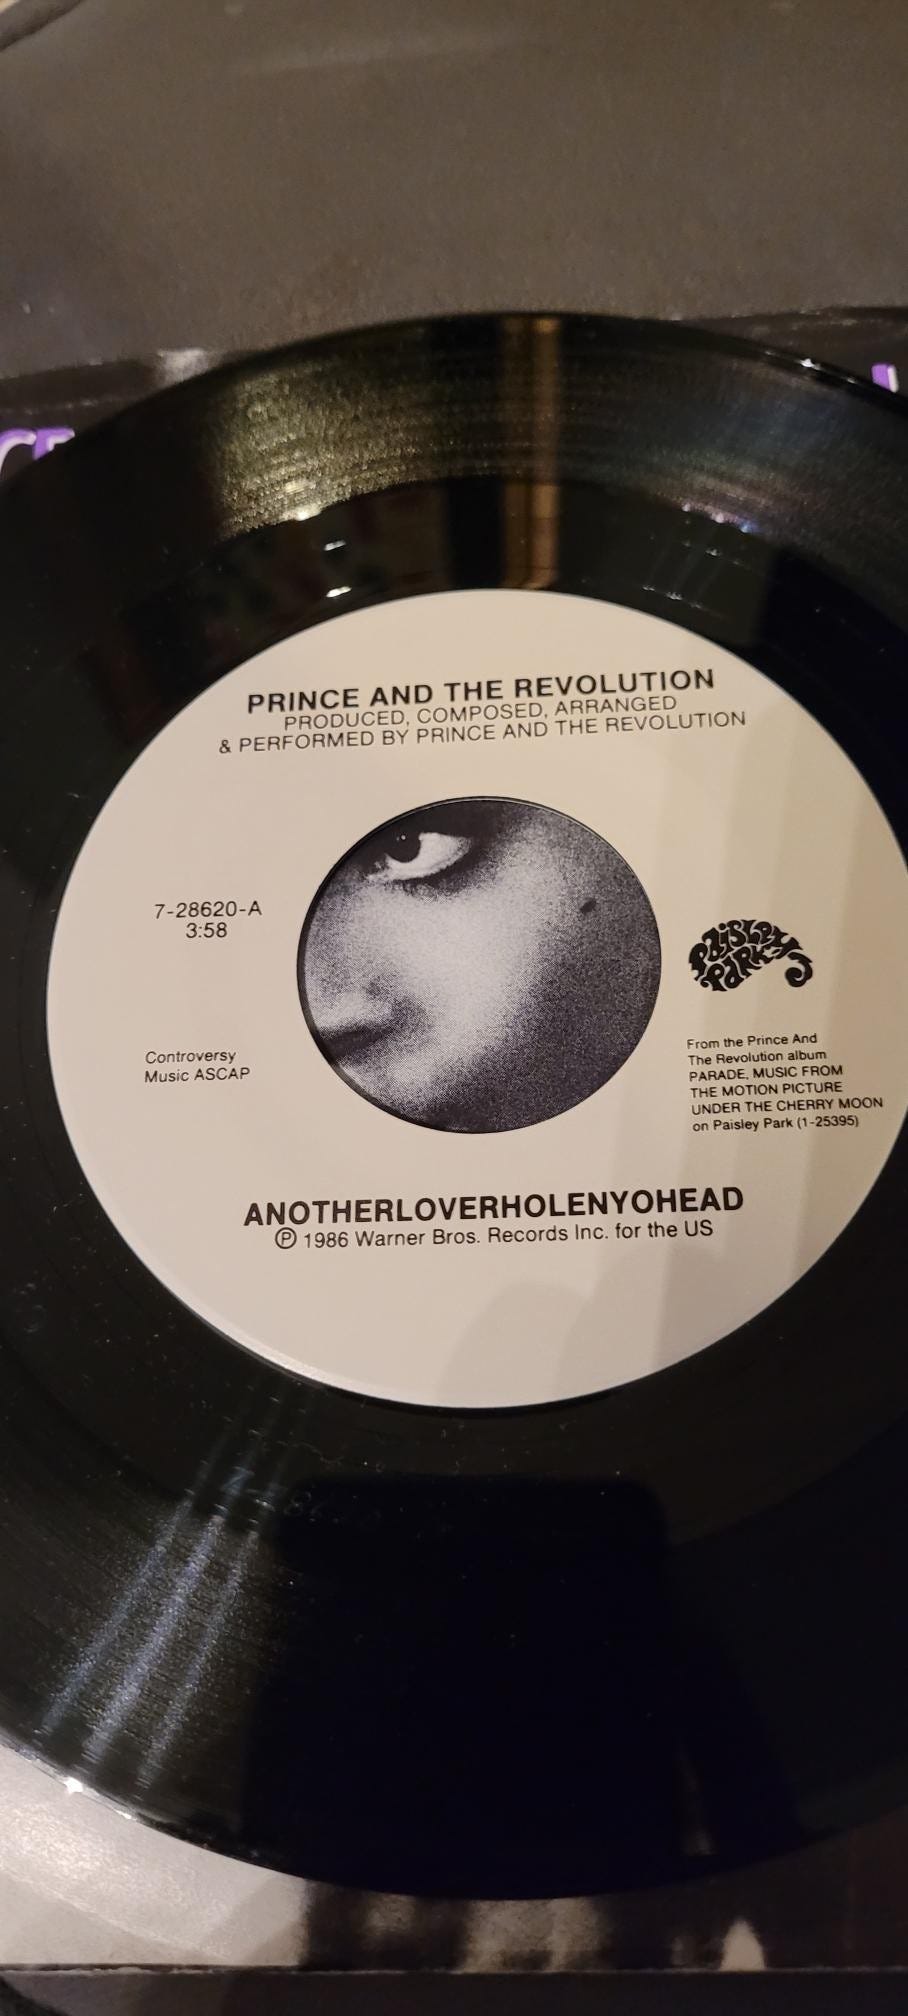 PRINCE AND THE REVOLUTION
PRODUCED, COMPOSED, ARRANGED
& PERFORMED BY PRINCE AND THE REVOLUTION
7-28620-A
3:58
Controversy
Music ASCAP
PAISLEY
PARK
From the Prince And
The Revolution album
PARADE, MUSIC FROM
THE MOTION PICTURE
UNDER THE CHERRY MOON
on Paisley Park (1-25395)
ANOTHERLOVERHOLENYOHEAD
Ⓟ 1986 Warner Bros. Records Inc. for the US